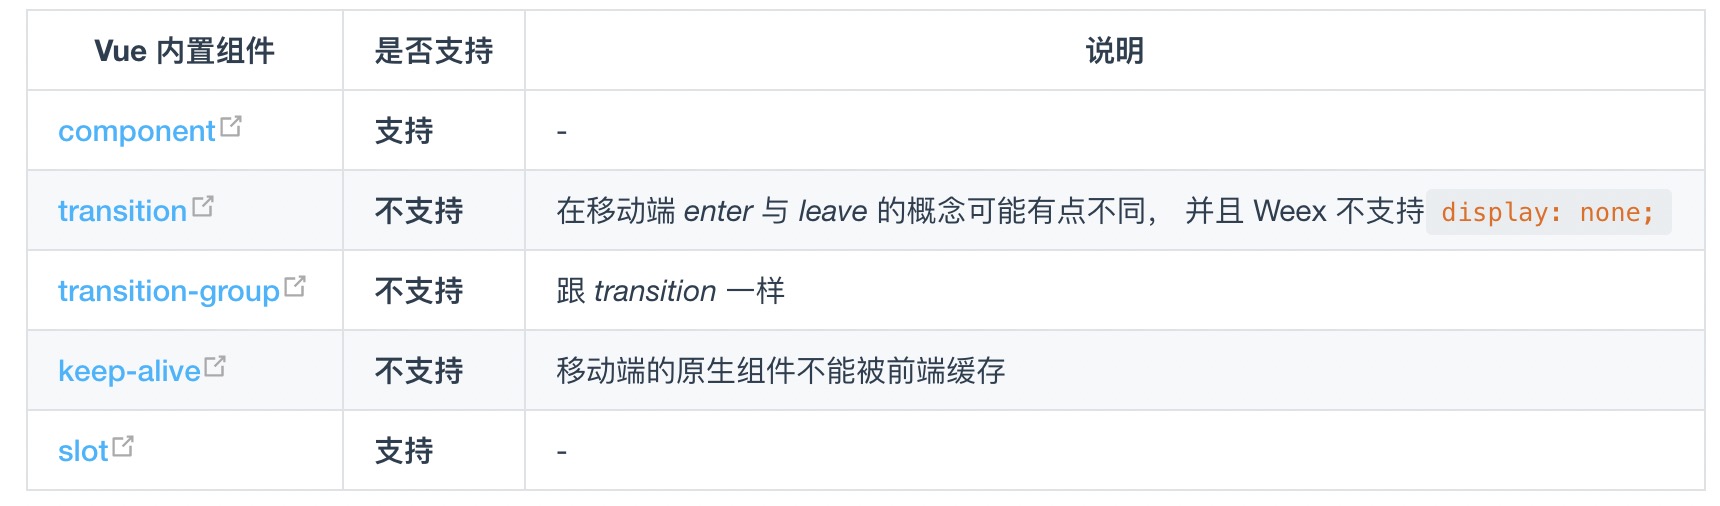 Vue 内置组件 是否支持 说明
component 支持 -
transition 不支持 在移动端 enter 与 leave 的概念可能有点不同， 并且 Weex 不支持 display: none;
transition-group 不支持 跟 transition 一样
keep-alive 不支持 移动端的原生组件不能被前端缓存
slot 支持 -